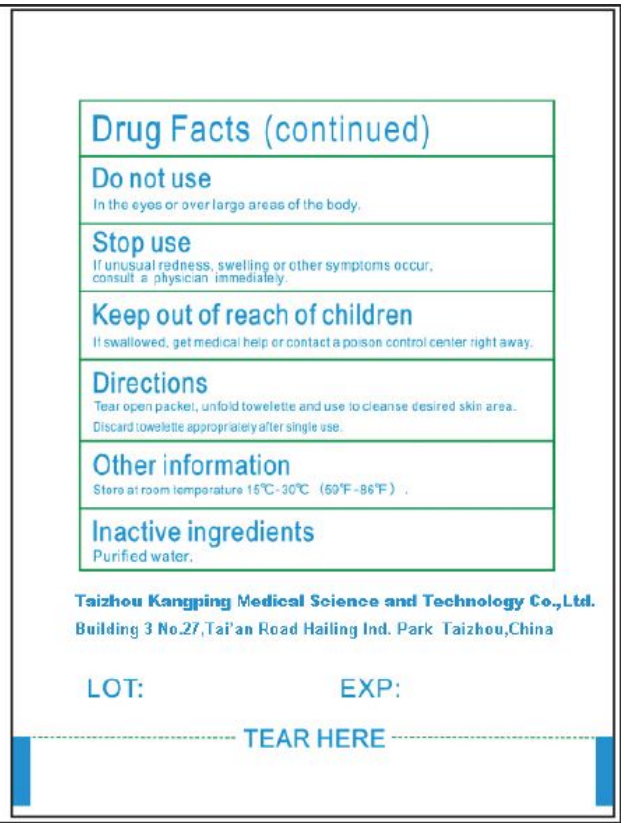 Drug Facts (continued)
Do not use
In the eyes or over large areas of the body.
Stop use
If unusual redness, swelling or other symptoms occur,
consult a physician immediately.
Keep out of reach of children
If swallowed, get medical help or contact a poison control center right away.
Directions
Tear open packet, unfold towelette and use to cleanse desired skin area.
Discard towelette appropriately after single use.
Other information
Store at room temperature 15℃-30℃ (59℉-86℉) .
Inactive ingredients
Purified water.
Taizhou Kangping Medical Science and Technology Co.,Ltd.
Building 3 No.27,Tai'an Road Hailing Ind. Park Taizhou,China
LOT: EXP:
TEAR HERE